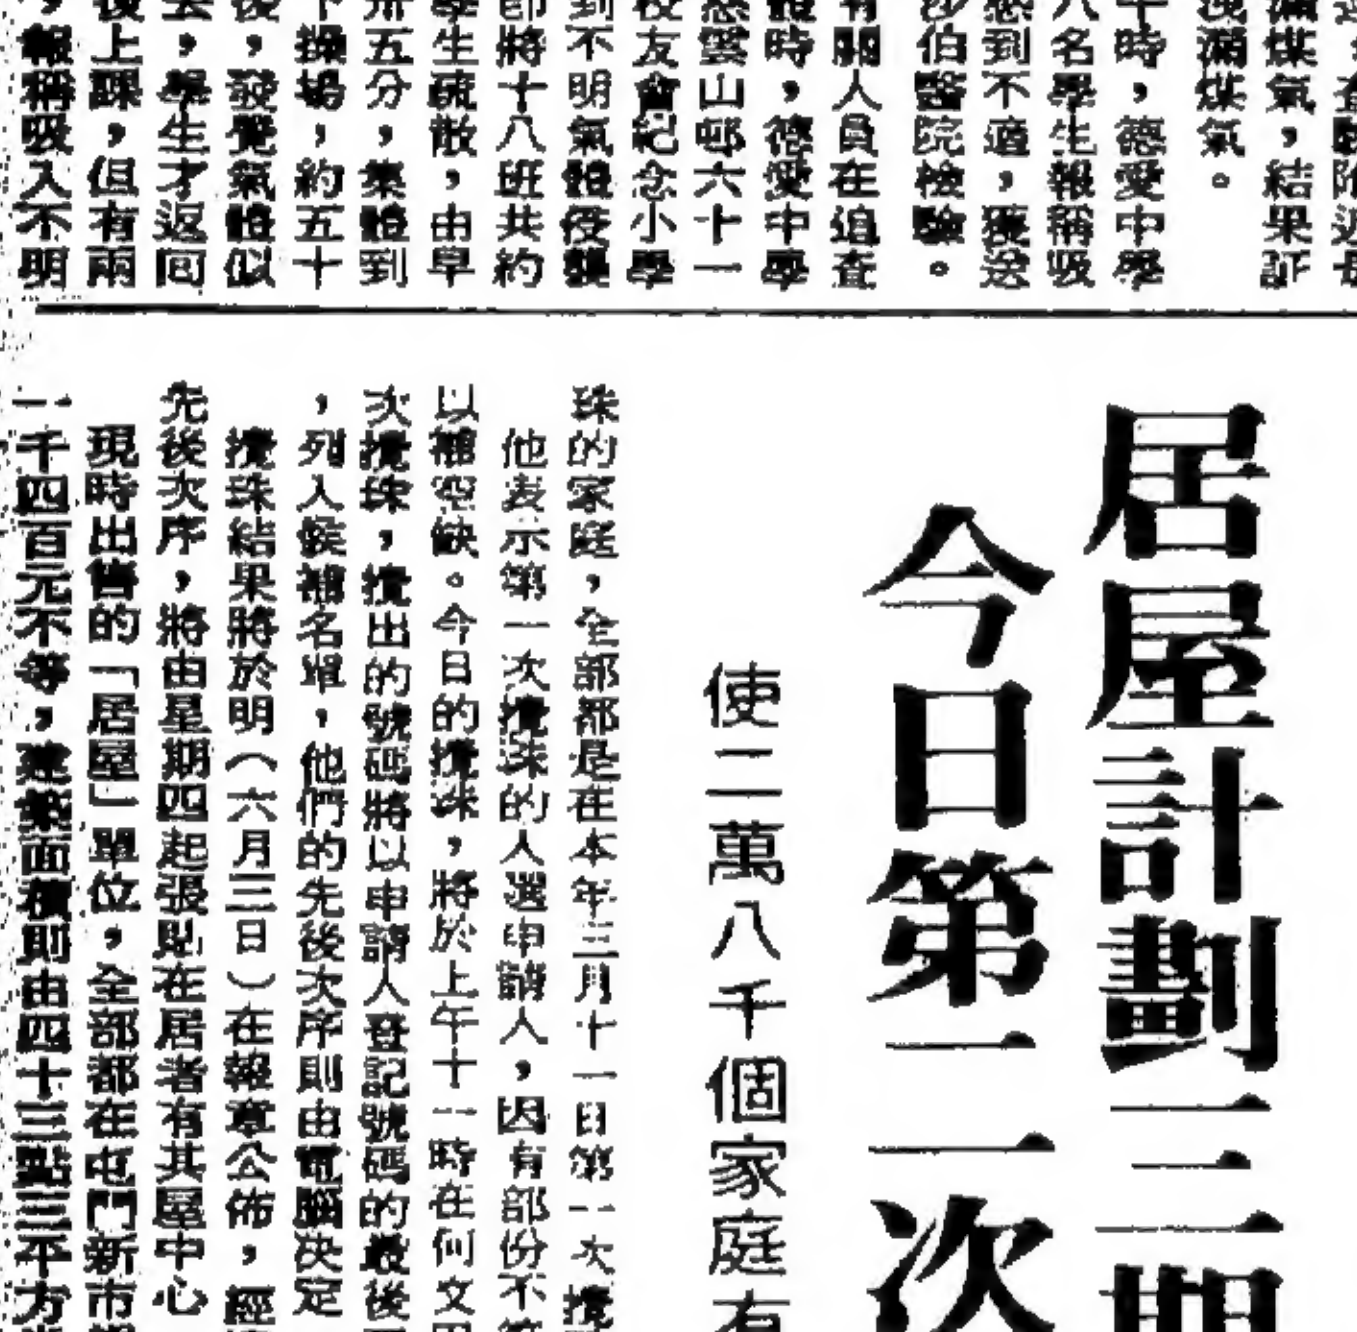 漏煤氣，結果証
洩漏煤氣。
午時，德愛中學
八名學生報稱吸
感到不適，獲送
沙伯醫院檢驗。
有關人員在追查
體時，德愛中學
慈雲山邨六十一
校友會紀念小學
到不明氣體侵襲
即將十八班共約
學生疏散，由早
卅五分，集體到
下操場，約五十
後，發覺氣體似
去，學生才返回
後上課，但有兩
，報稱吸入不明
居屋計劃三期
今日第二次
使二萬八千個家庭有
珠的家庭，全部都是在本年三月十一日第一次攪
他表示第一次攪珠的人選申請人，因有部份不
以補空缺。今日的攪珠，將於上午十一時在何文田
次攪珠，攪出的號碼將以申請人登記號碼的最後
，列入候補名單，他們的先後次序則由電腦決定
攪珠結果將於明（六月三日）在報章公佈，經
先後次序，將由星期四起張貼在居者有其屋中心
現時出售的「居屋」單位，全部都在屯門新市
一千四百元不等，建築面積則由四十三點三平方